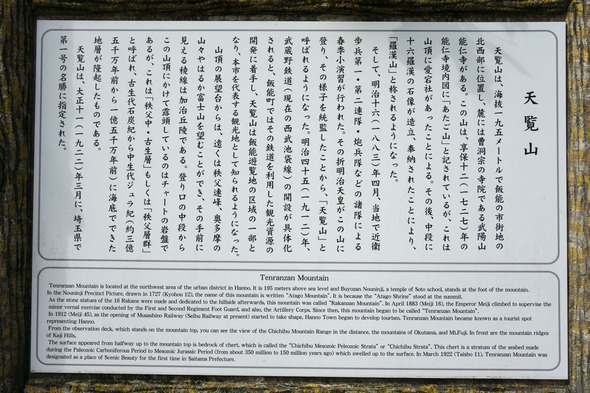 天覧山
天覧山は、海抜一九五メートルで飯能の市街地の
北西部に位置し、麓には曹洞宗の寺院である武陽山
能仁寺がある。この山は、享保十二（一七二七）年の
能仁寺境内図に「あたご山」と記されているが、これは
山頂に愛宕社があったことによる。その後、中段に
十六羅漢の石像が造立、奉納されたことにより、
「羅漢山」と称されるようになった。
そして、明治十六（一八八三）年四月、当地で近衛
歩兵第一・第二連隊・炮兵隊などの諸隊による
春季小演習が行われた。その折明治天皇がこの山に
登り、その様子を統監したことから、「天覧山」と
呼ばれるようになった。明治四十五（一九一二）年、
武蔵野鉄道（現在の西武池袋線）の開設が具体化
されると、飯能町ではその鉄道を利用した観光資源の
開発に着手し、天覧山は飯能遊覧地の区域の一部と
なり、本市を代表する観光地として知られるようになった。
山頂の展望台からは、遠くは秩父連峰、奥多摩の
山々やはるか富士山を望むことができ、その手前に
見える稜線は加治丘陵である。登り口の中段から
この山頂にかけて露頭しているのはチャートの岩盤で
あるが、これは「秩父中・古生層」もしくは「秩父層群」
と呼ばれ、古生代石炭紀から中生代ジュラ紀（約三億
五千万年前から一億五千万年前）に海底でできた
地層が隆起したものである。
天覧山は、大正十一（一九二二）年三月に、埼玉県で
第一号の名勝に指定された。
Tenranzan Mountain
Tenranzan Mountain is located at the northwest area of the urban district in Hanno. It is 195 meters above sea level and Buyozan Nouninji, a temple of Soto school, stands at the foot of the mountain.
In the Nouninji Precinct Picture, drawn in 1727 (Kyohou 12), the name of this mountain is written "Atago Mountain". It is because the "Atago Shrine" stood at the summit.
As the stone statues of the 16 Rakans were made and dedicated to the hillside afterwards, this mountain was called "Rakanzan Mountain". In April 1883 (Meiji 16), the Emperor Meiji climbed to supervise the
minor vernal exercise conducted by the First and Second Regiment Foot Guard, and also, the Artillery Corps. Since then, this mountain began to be called "Tenranzan Mountain".
In 1912 (Meiji 45), as the opening of Musashino Railway (Seibu Railway at present) started to take shape, Hanno Town began to develop tourism. Tenranzan Mountain became known as a tourist spot
representing Hanno.
From the observation deck, which stands on the mountain top, you can see the view of the Chichibu Mountain Range in the distance, the mountains of Okutama, and Mt.Fuji. In front are the mountain ridges
of Kaji Hills.
The surface appeared from halfway up to the mountain top is bedrock of chert, which is called the "Chichibu Mesozoic Paleozoic Strata" or "Chichibu Strata". This chert is a stratum of the seabed made
during the Paleozoic Carboniferous Period to Mesozoic Jurassic Period (from about 350 million to 150 million years ago) which swelled up to the surface. In March 1922 (Taisho 11), Tenranzan Mountain was
designated as a place of Scenic Beauty for the first time in Saitama Prefecture.